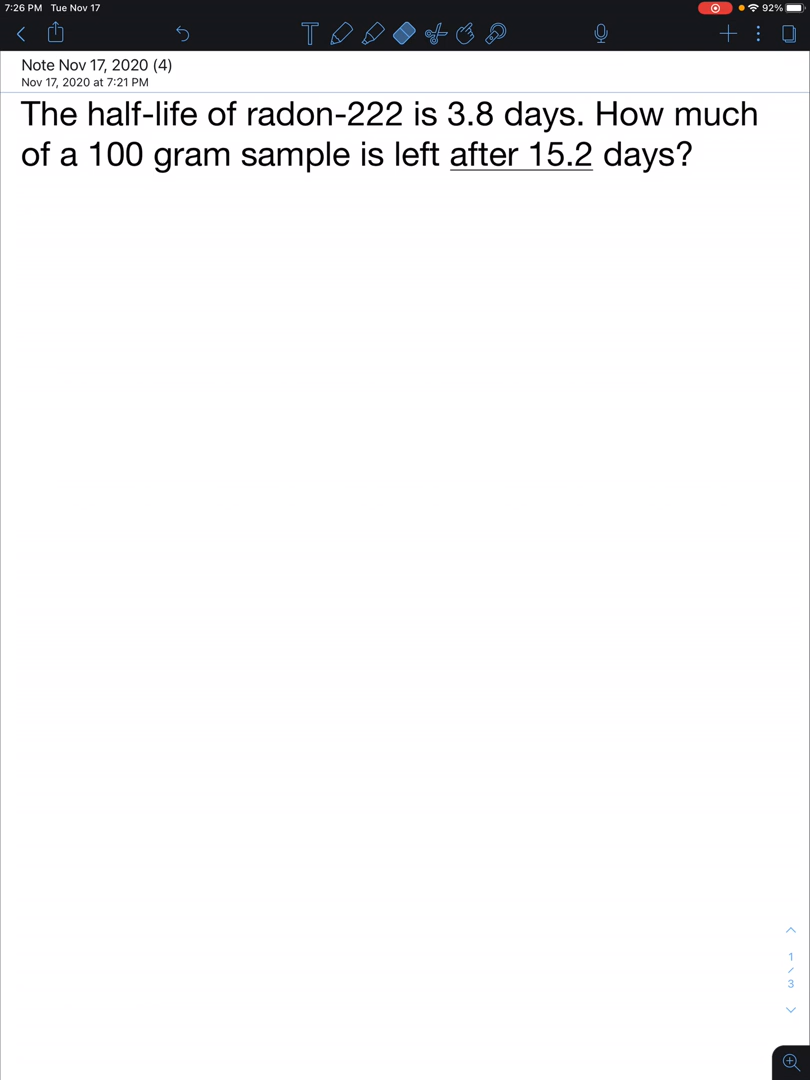 7:26 PM Tue Nov 17
92%
Note Nov 17, 2020 (4)
Nov 17, 2020 at 7:21 PM
The half-life of radon-222 is 3.8 days. How much
of a 100 gram sample is left after 15.2 days?
1
/
3